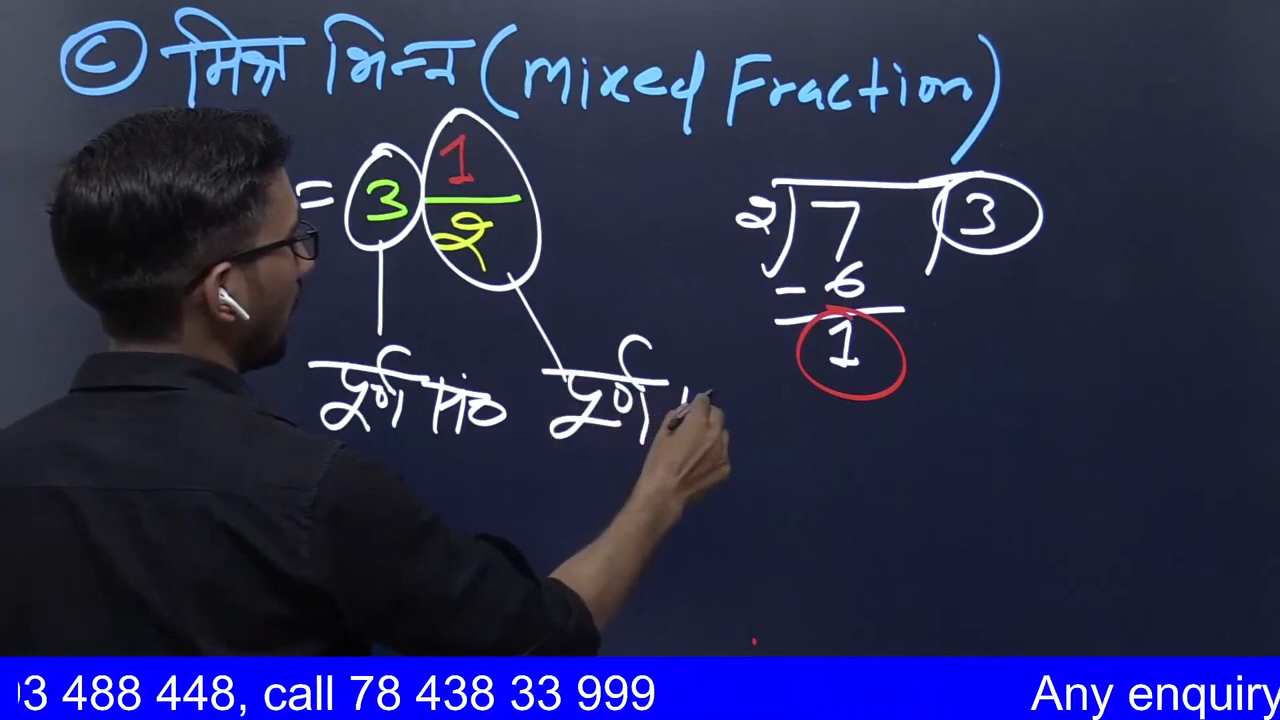 (C) मिश्र भिन्न (Mixed Fraction)
= 3 1/2
2) 7 ( 3
- 6
1
पूर्ण सं० पूर्ण
3 488 448, call 78 438 33 999 Any enquiry